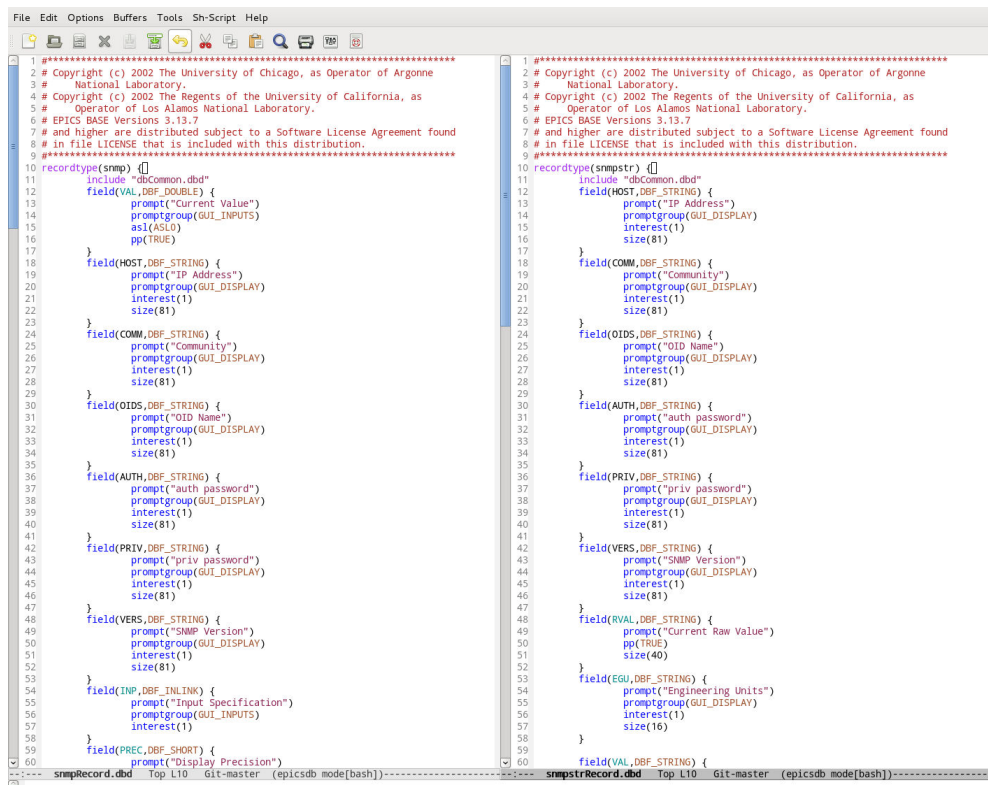 File Edit Options Buffers Tools Sh-Script Help
1 #*******************************************************************
2 # Copyright (c) 2002 The University of Chicago, as Operator of Argonne
3 #     National Laboratory.
4 # Copyright (c) 2002 The Regents of the University of California, as
5 #     Operator of Los Alamos National Laboratory.
6 # EPICS BASE Versions 3.13.7
7 # and higher are distributed subject to a Software License Agreement found
8 # in file LICENSE that is included with this distribution.
9 #*******************************************************************
10 recordtype(snmp) {
11         include "dbCommon.dbd"
12         field(VAL,DBF_DOUBLE) {
13                 prompt("Current Value")
14                 promptgroup(GUI_INPUTS)
15                 asl(ASL0)
16                 pp(TRUE)
17         }
18         field(HOST,DBF_STRING) {
19                 prompt("IP Address")
20                 promptgroup(GUI_DISPLAY)
21                 interest(1)
22                 size(81)
23         }
24         field(COMM,DBF_STRING) {
25                 prompt("Community")
26                 promptgroup(GUI_DISPLAY)
27                 interest(1)
28                 size(81)
29         }
30         field(OIDS,DBF_STRING) {
31                 prompt("OID Name")
32                 promptgroup(GUI_DISPLAY)
33                 interest(1)
34                 size(81)
35         }
36         field(AUTH,DBF_STRING) {
37                 prompt("auth password")
38                 promptgroup(GUI_DISPLAY)
39                 interest(1)
40                 size(81)
41         }
42         field(PRIV,DBF_STRING) {
43                 prompt("priv password")
44                 promptgroup(GUI_DISPLAY)
45                 interest(1)
46                 size(81)
47         }
48         field(VERS,DBF_STRING) {
49                 prompt("SNMP Version")
50                 promptgroup(GUI_DISPLAY)
51                 interest(1)
52                 size(81)
53         }
54         field(INP,DBF_INLINK) {
55                 prompt("Input Specification")
56                 promptgroup(GUI_INPUTS)
57                 interest(1)
58         }
59         field(PREC,DBF_SHORT) {
60                 prompt("Display Precision")
--:--- snmpRecord.dbd Top L10 Git-master (epicsdb mode[bash])--------------------
1 #*******************************************************************
2 # Copyright (c) 2002 The University of Chicago, as Operator of Argonne
3 #     National Laboratory.
4 # Copyright (c) 2002 The Regents of the University of California, as
5 #     Operator of Los Alamos National Laboratory.
6 # EPICS BASE Versions 3.13.7
7 # and higher are distributed subject to a Software License Agreement found
8 # in file LICENSE that is included with this distribution.
9 #*******************************************************************
10 recordtype(snmpstr) {
11         include "dbCommon.dbd"
12         field(HOST,DBF_STRING) {
13                 prompt("IP Address")
14                 promptgroup(GUI_DISPLAY)
15                 interest(1)
16                 size(81)
17         }
18         field(COMM,DBF_STRING) {
19                 prompt("Community")
20                 promptgroup(GUI_DISPLAY)
21                 interest(1)
22                 size(81)
23         }
24         field(OIDS,DBF_STRING) {
25                 prompt("OID Name")
26                 promptgroup(GUI_DISPLAY)
27                 interest(1)
28                 size(81)
29         }
30         field(AUTH,DBF_STRING) {
31                 prompt("auth password")
32                 promptgroup(GUI_DISPLAY)
33                 interest(1)
34                 size(81)
35         }
36         field(PRIV,DBF_STRING) {
37                 prompt("priv password")
38                 promptgroup(GUI_DISPLAY)
39                 interest(1)
40                 size(81)
41         }
42         field(VERS,DBF_STRING) {
43                 prompt("SNMP Version")
44                 promptgroup(GUI_DISPLAY)
45                 interest(1)
46                 size(81)
47         }
48         field(RVAL,DBF_STRING) {
49                 prompt("Current Raw Value")
50                 pp(TRUE)
51                 size(40)
52         }
53         field(EGU,DBF_STRING) {
54                 prompt("Engineering Units")
55                 promptgroup(GUI_DISPLAY)
56                 interest(1)
57                 size(16)
58         }
59
60         field(VAL,DBF_STRING) {
--:--- snmpstrRecord.dbd Top L10 Git-master (epicsdb mode[bash])-----------------